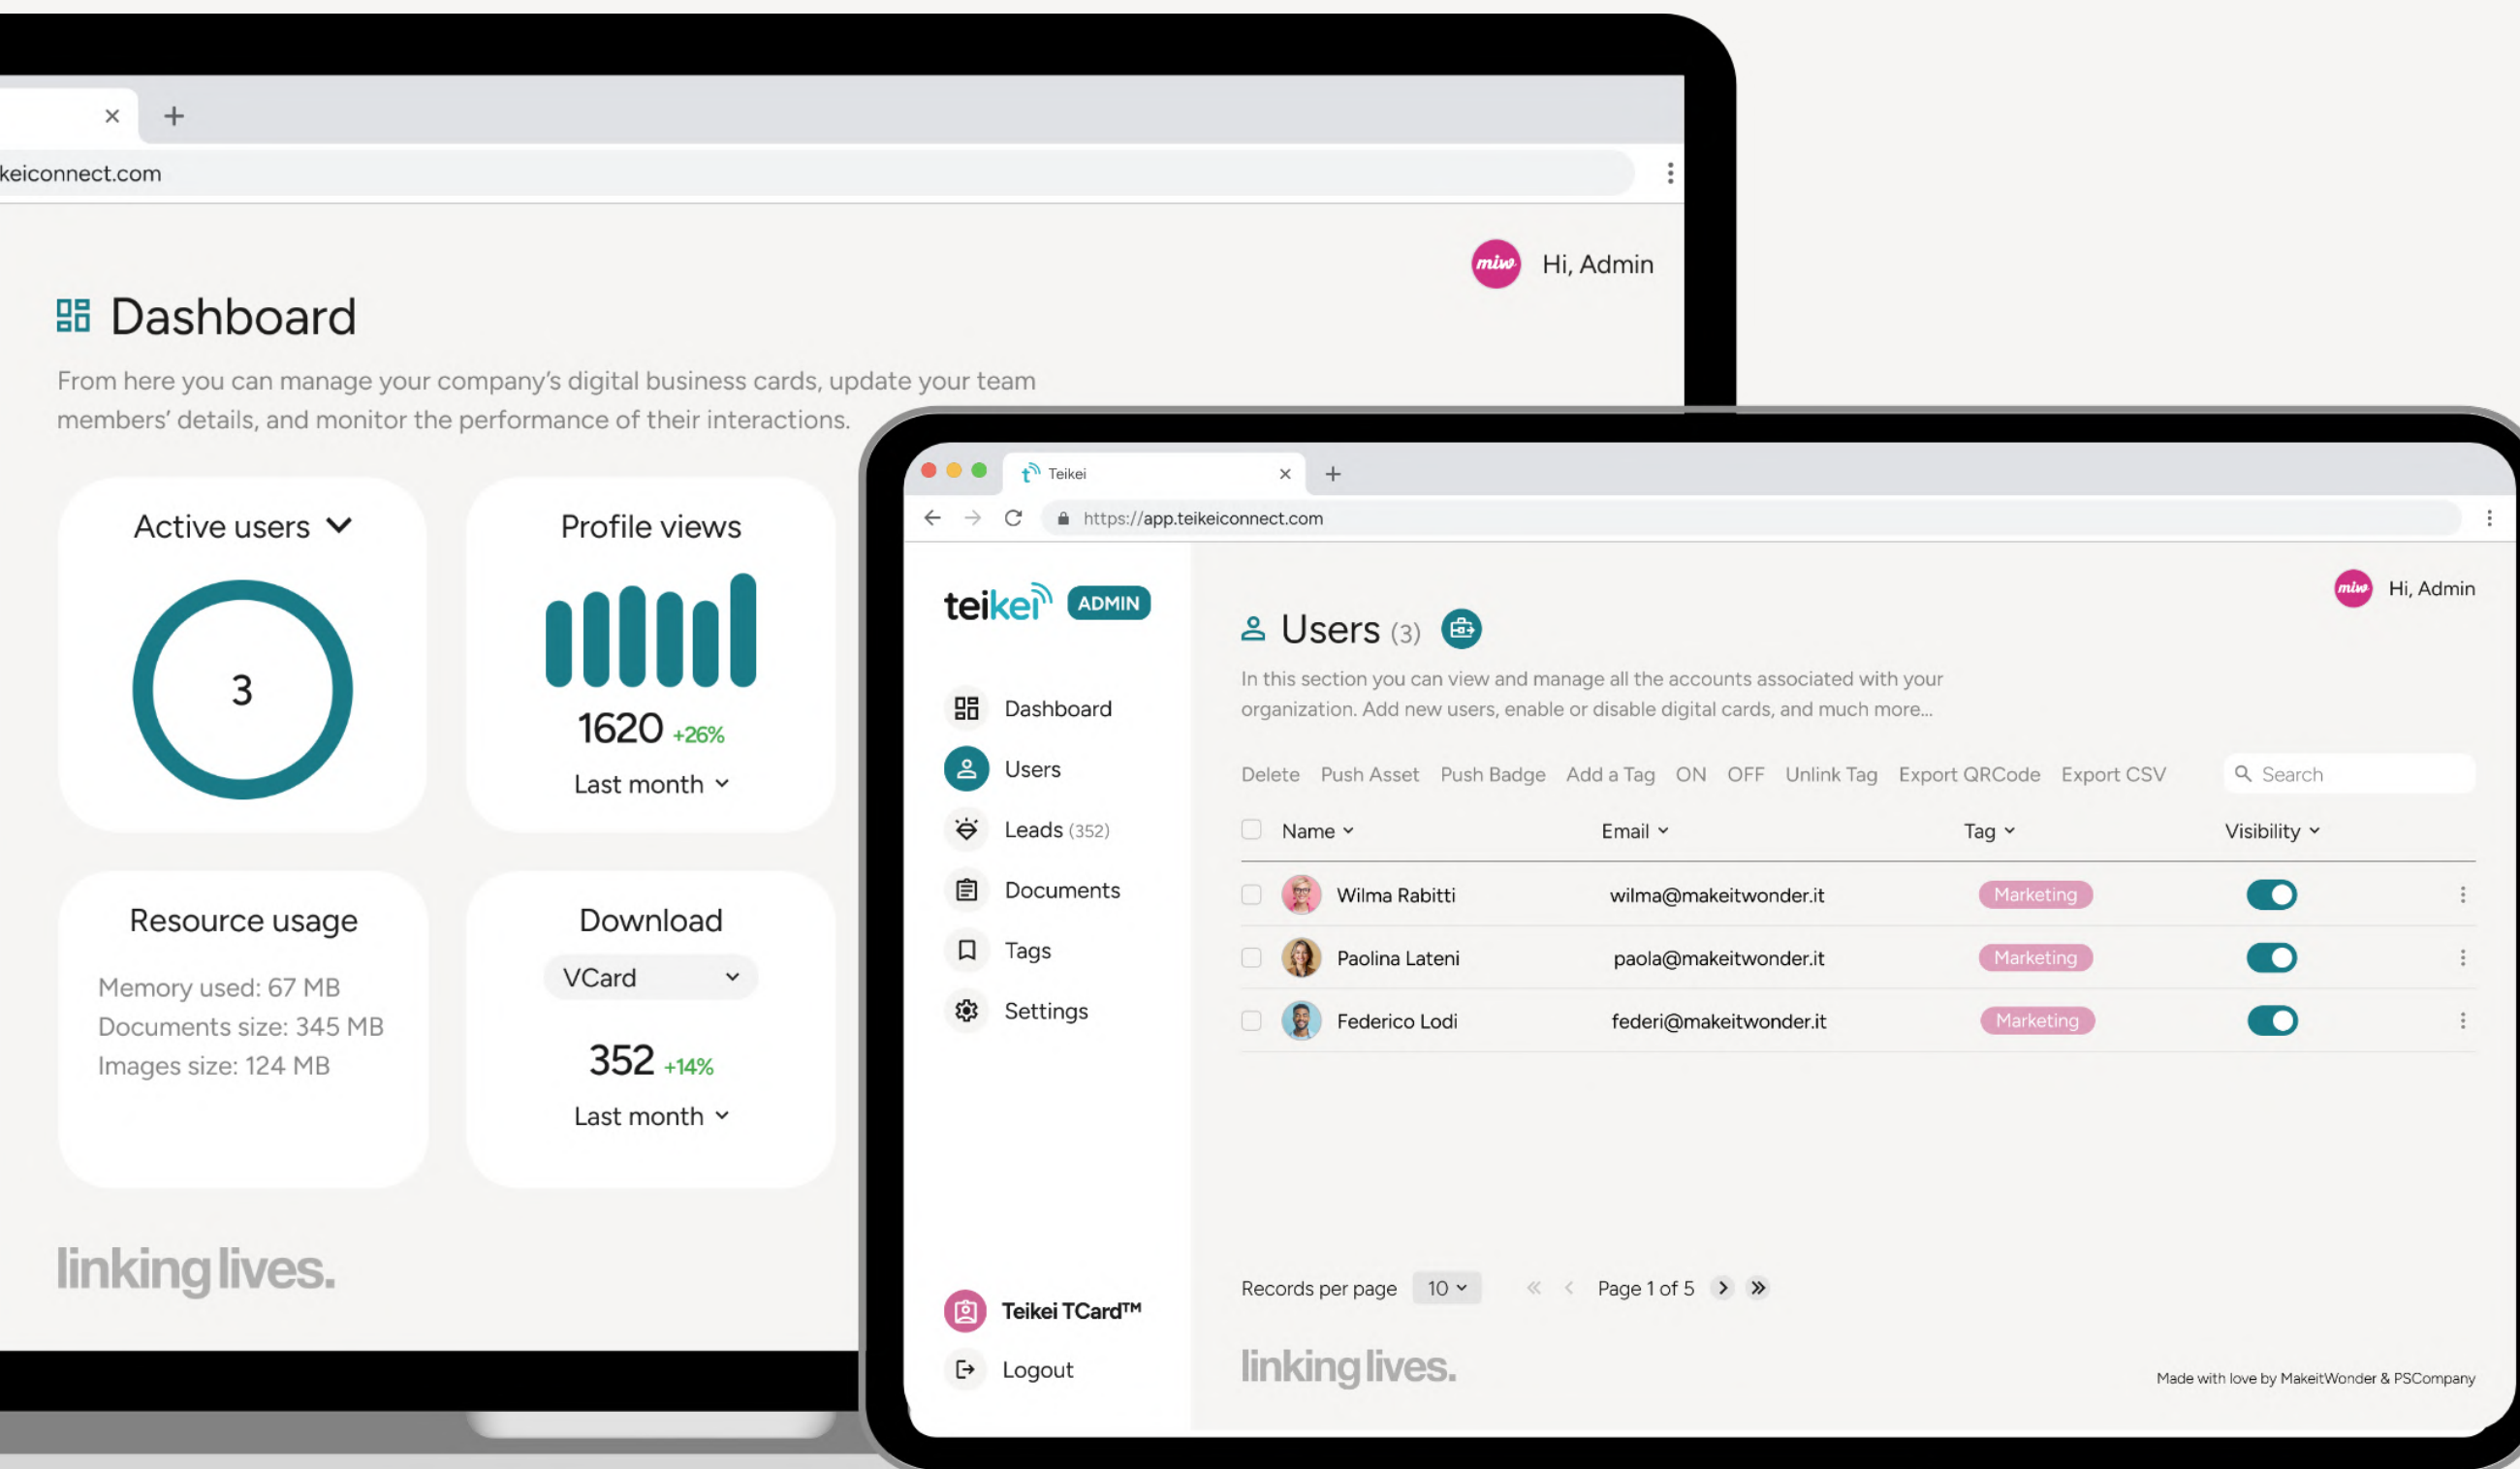 keiconnect.com
miw
Hi, Admin
Dashboard
From here you can manage your company's digital business cards, update your team
members' details, and monitor the performance of their interactions.
Active users
3
Profile views
1620 +26%
Last month
Resource usage
Memory used: 67 MB
Documents size: 345 MB
Images size: 124 MB
Download
VCard
352 +14%
Last month
linking lives.
Teikei
https://app.teikeiconnect.com
teikei ADMIN
Dashboard
Users
Leads (352)
Documents
Tags
Settings
Teikei TCard™
Logout
miw
Hi, Admin
Users (3)
In this section you can view and manage all the accounts associated with your
organization. Add new users, enable or disable digital cards, and much more...
Delete Push Asset Push Badge Add a Tag ON OFF Unlink Tag Export QRCode Export CSV Search
Name Email Tag Visibility
Wilma Rabitti wilma@makeitwonder.it Marketing
Paolina Lateni paola@makeitwonder.it Marketing
Federico Lodi federi@makeitwonder.it Marketing
Records per page 10 Page 1 of 5
linking lives.
Made with love by MakeitWonder & PSCompany